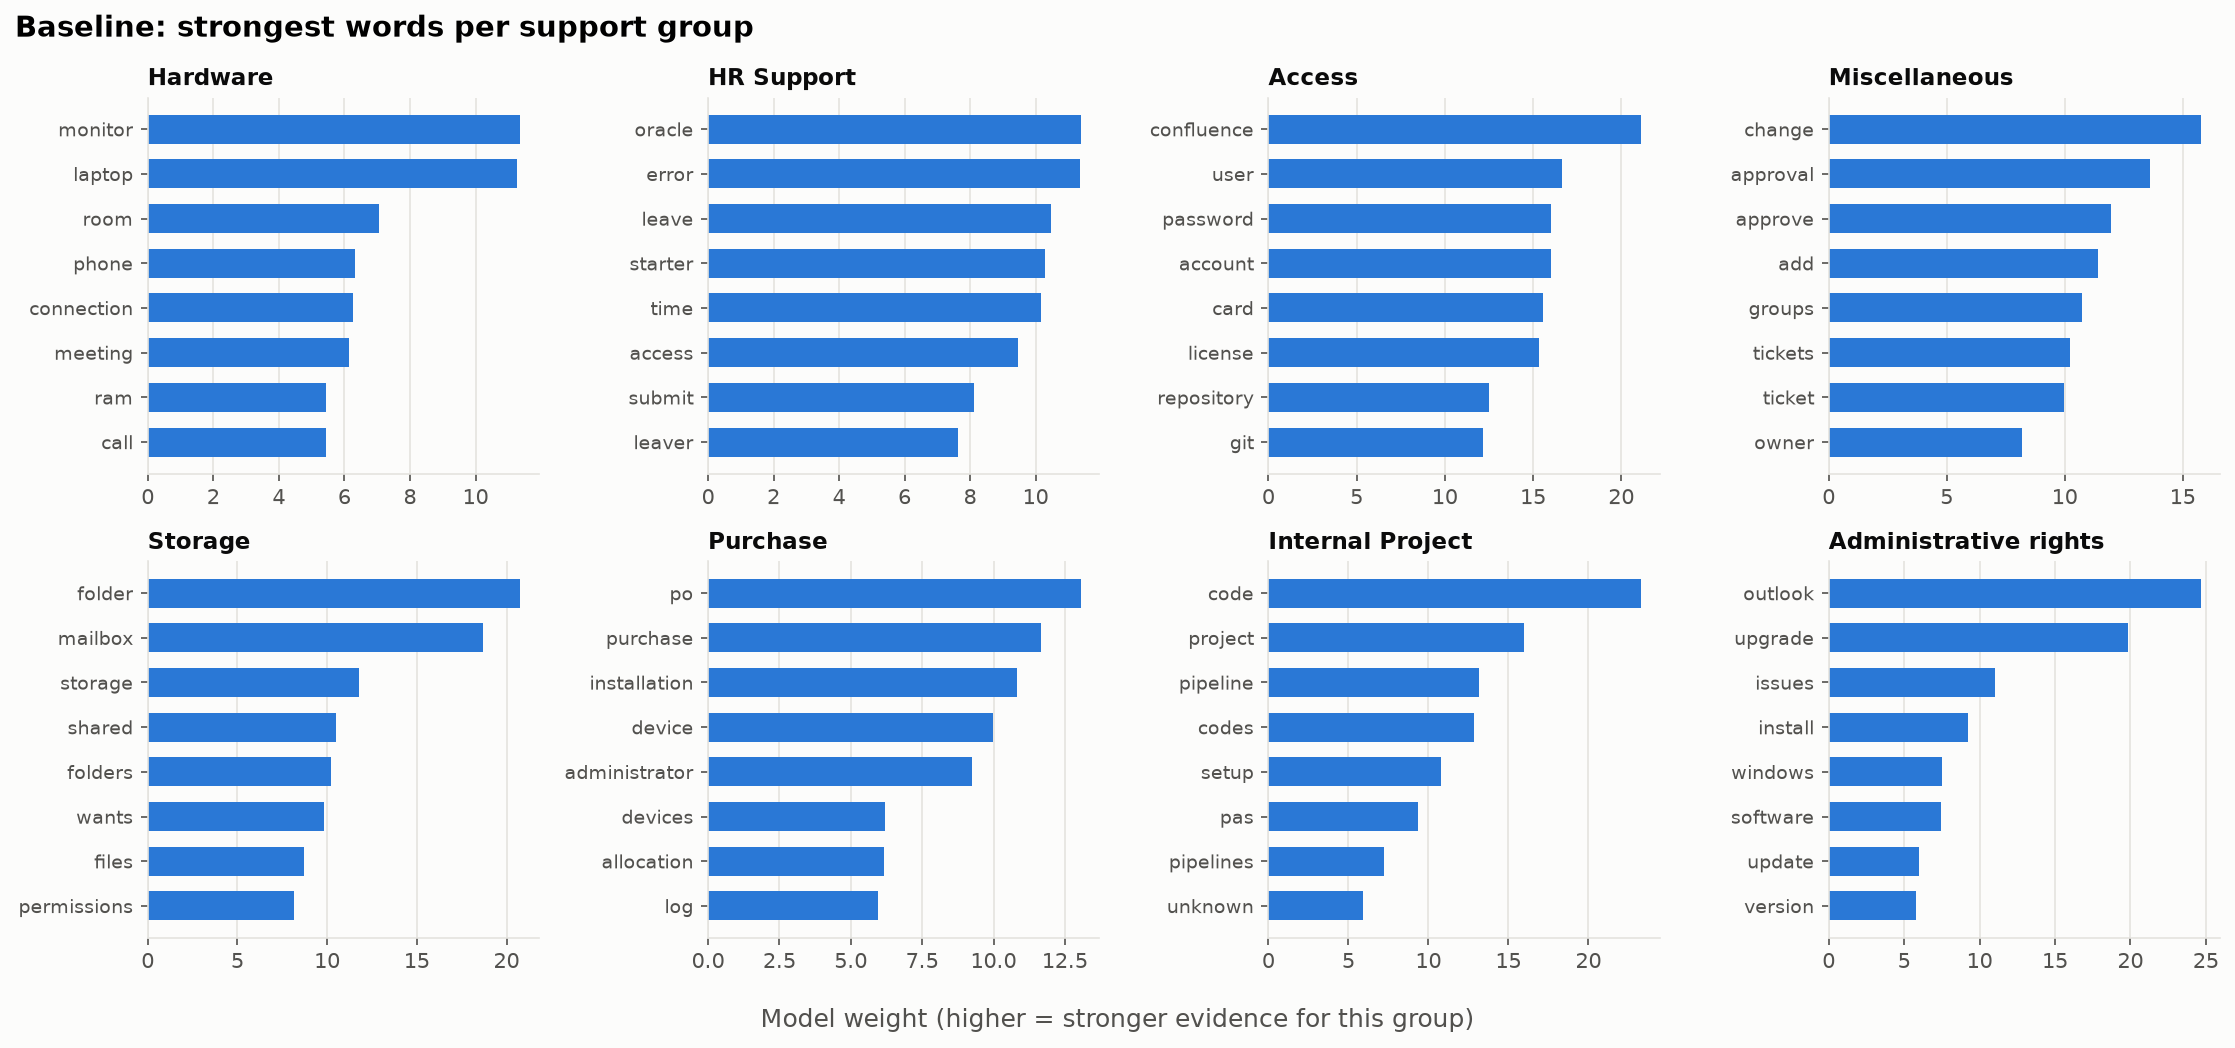 Baseline: strongest words per support group
Hardware
monitor
laptop
room
phone
connection
meeting
ram
call
0 2 4 6 8 10
HR Support
oracle
error
leave
starter
time
access
submit
leaver
0 2 4 6 8 10
Access
confluence
user
password
account
card
license
repository
git
0 5 10 15 20
Miscellaneous
change
approval
approve
add
groups
tickets
ticket
owner
0 5 10 15
Storage
folder
mailbox
storage
shared
folders
wants
files
permissions
0 5 10 15 20
Purchase
po
purchase
installation
device
administrator
devices
allocation
log
0.0 2.5 5.0 7.5 10.0 12.5
Internal Project
code
project
pipeline
codes
setup
pas
pipelines
unknown
0 5 10 15 20
Administrative rights
outlook
upgrade
issues
install
windows
software
update
version
0 5 10 15 20 25
Model weight (higher = stronger evidence for this group)